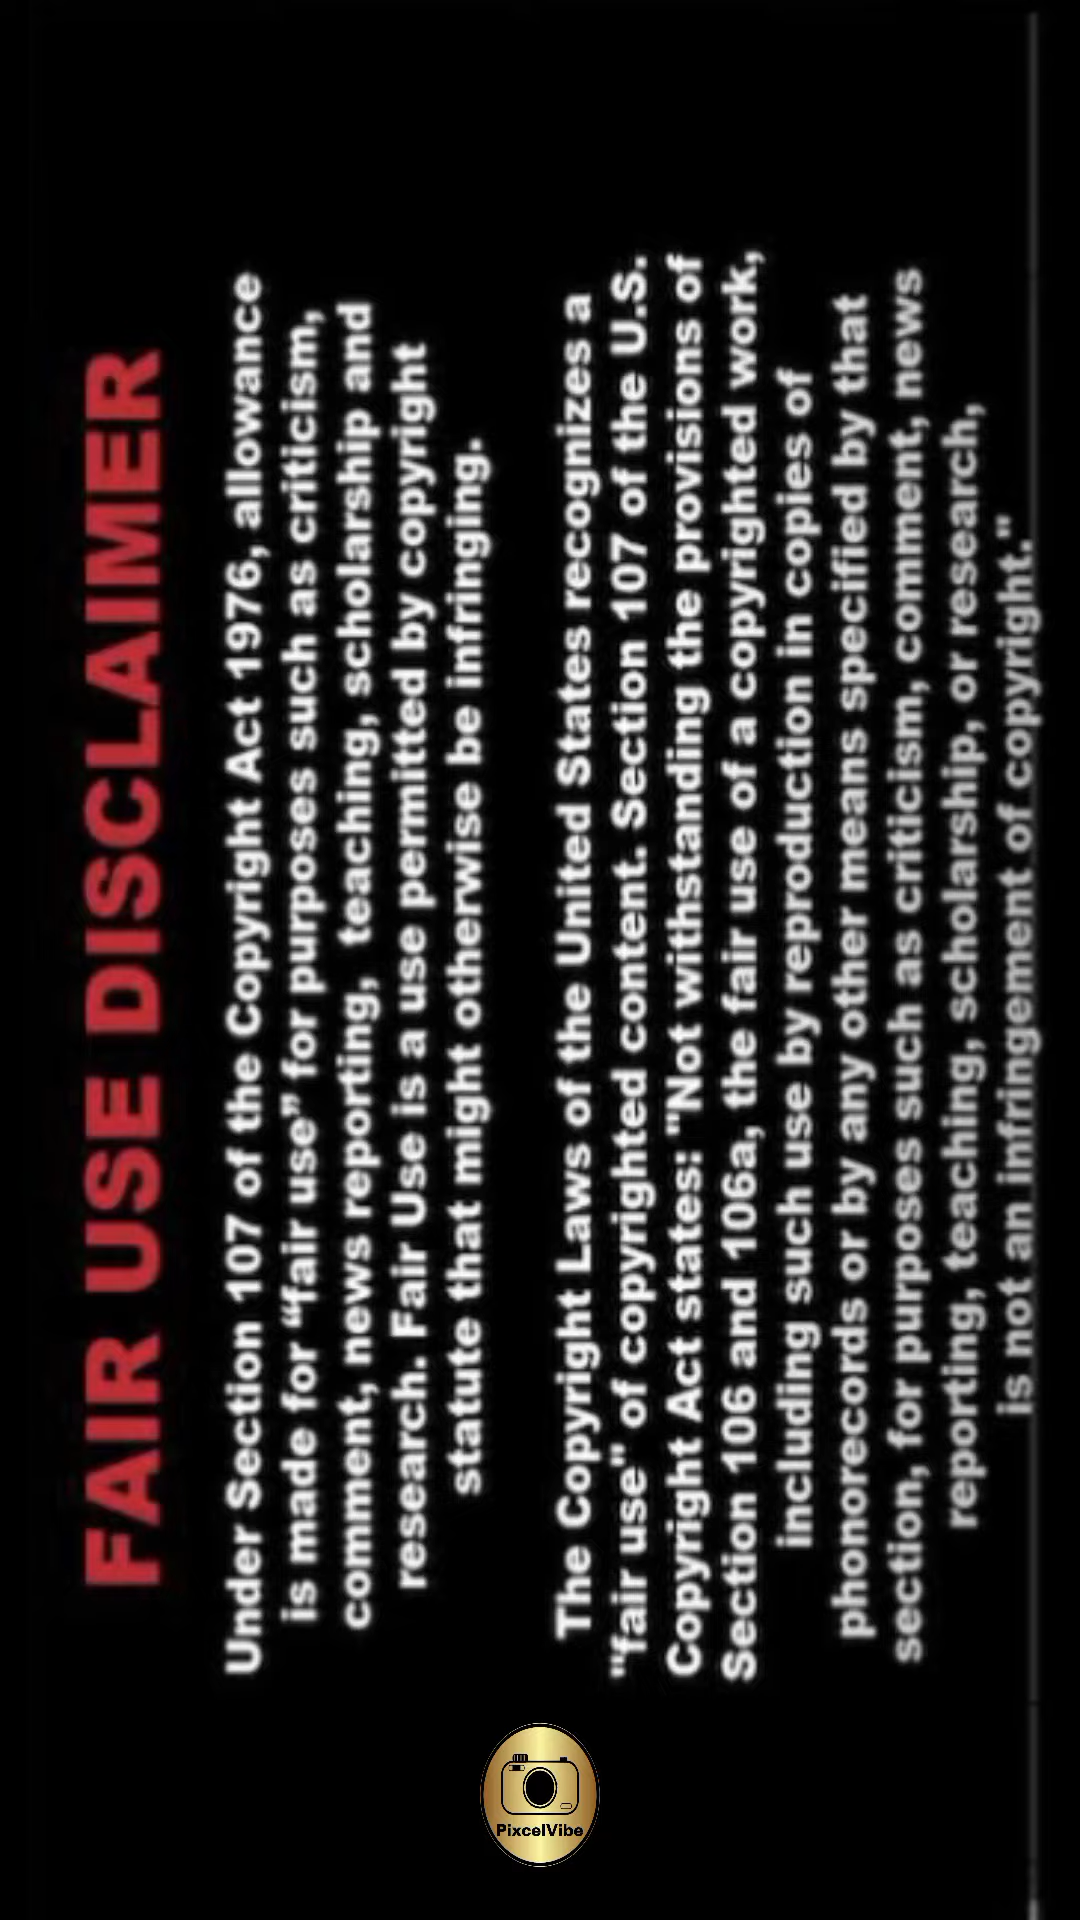 FAIR USE DISCLAIMER
Under Section 107 of the Copyright Act 1976, allowance
is made for “fair use” for purposes such as criticism,
comment, news reporting, teaching, scholarship and
research. Fair Use is a use permitted by copyright
statute that might otherwise be infringing.
The Copyright Laws of the United States recognizes a
"fair use" of copyrighted content. Section 107 of the U.S.
Copyright Act states: "Not withstanding the provisions of
Section 106 and 106a, the fair use of a copyrighted work,
including such use by reproduction in copies of
phonorecords or by any other means specified by that
section, for purposes such as criticism, comment, news
reporting, teaching, scholarship, or research,
is not an infringement of copyright."
PixcelVibe